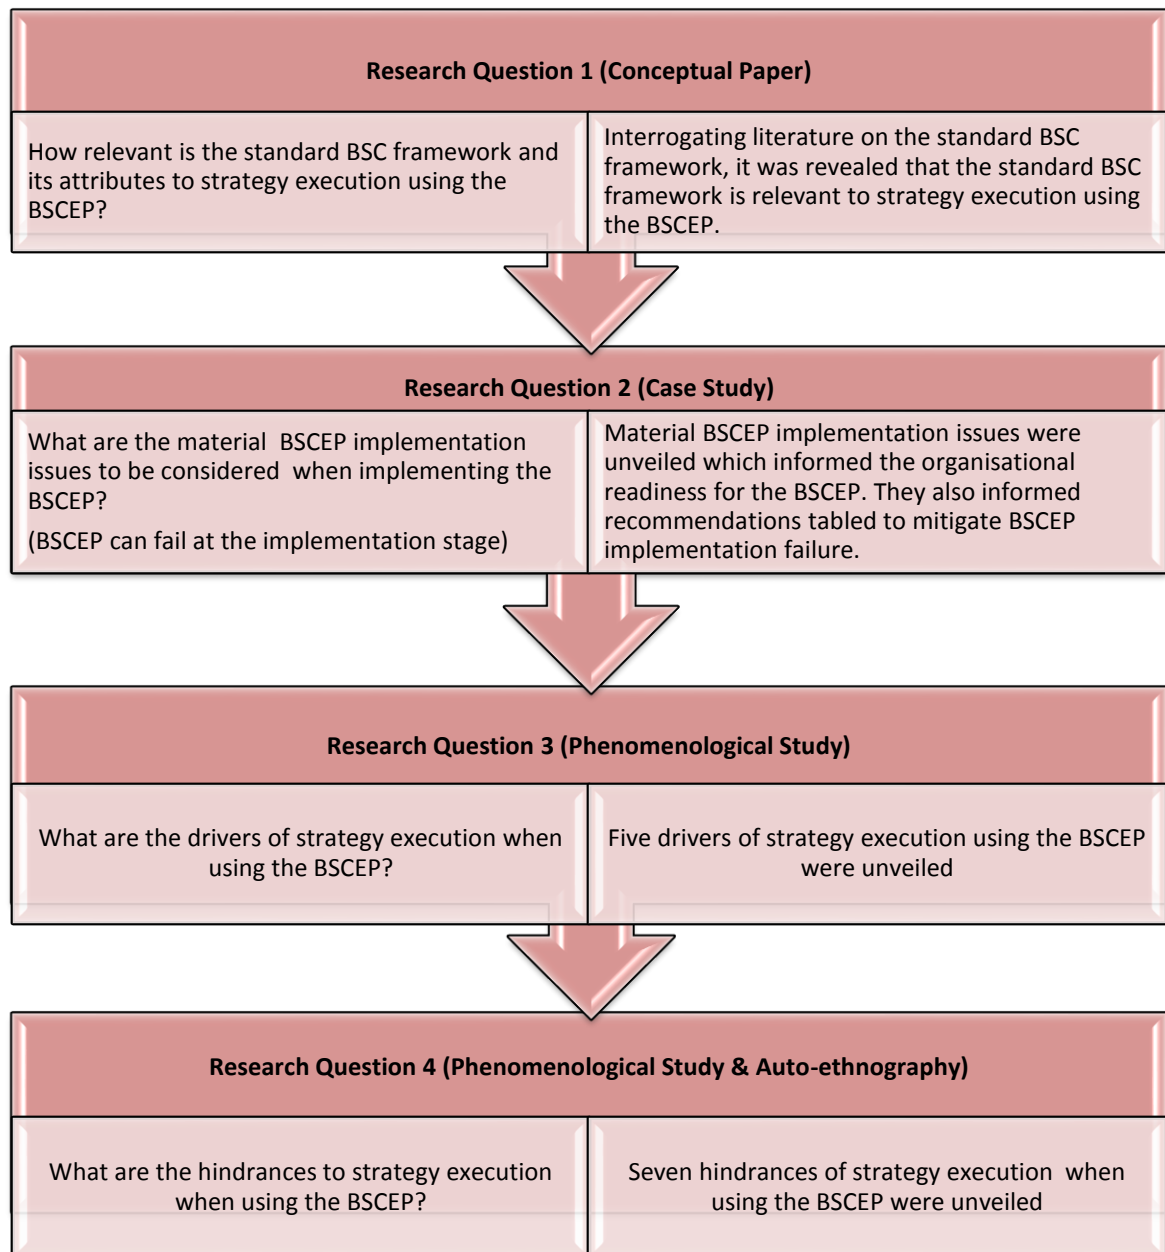 Research Question 1 (Conceptual Paper)
How relevant is the standard BSC framework and
its attributes to strategy execution using the
BSCEP?
Interrogating literature on the standard BSC
framework, it was revealed that the standard BSC
framework is relevant to strategy execution using
the BSCEP.
Research Question 2 (Case Study)
What are the material  BSCEP implementation
issues to be considered  when implementing the
BSCEP?
(BSCEP can fail at the implementation stage)
Material BSCEP implementation issues were
unveiled which informed the organisational
readiness for the BSCEP. They also informed
recommendations tabled to mitigate BSCEP
implementation failure.
Research Question 3 (Phenomenological Study)
What are the drivers of strategy execution when
using the BSCEP?
Five drivers of strategy execution using the BSCEP
were unveiled
Research Question 4 (Phenomenological Study & Auto-ethnography)
What are the hindrances to strategy execution
when using the BSCEP?
Seven hindrances of strategy execution  when
using the BSCEP were unveiled